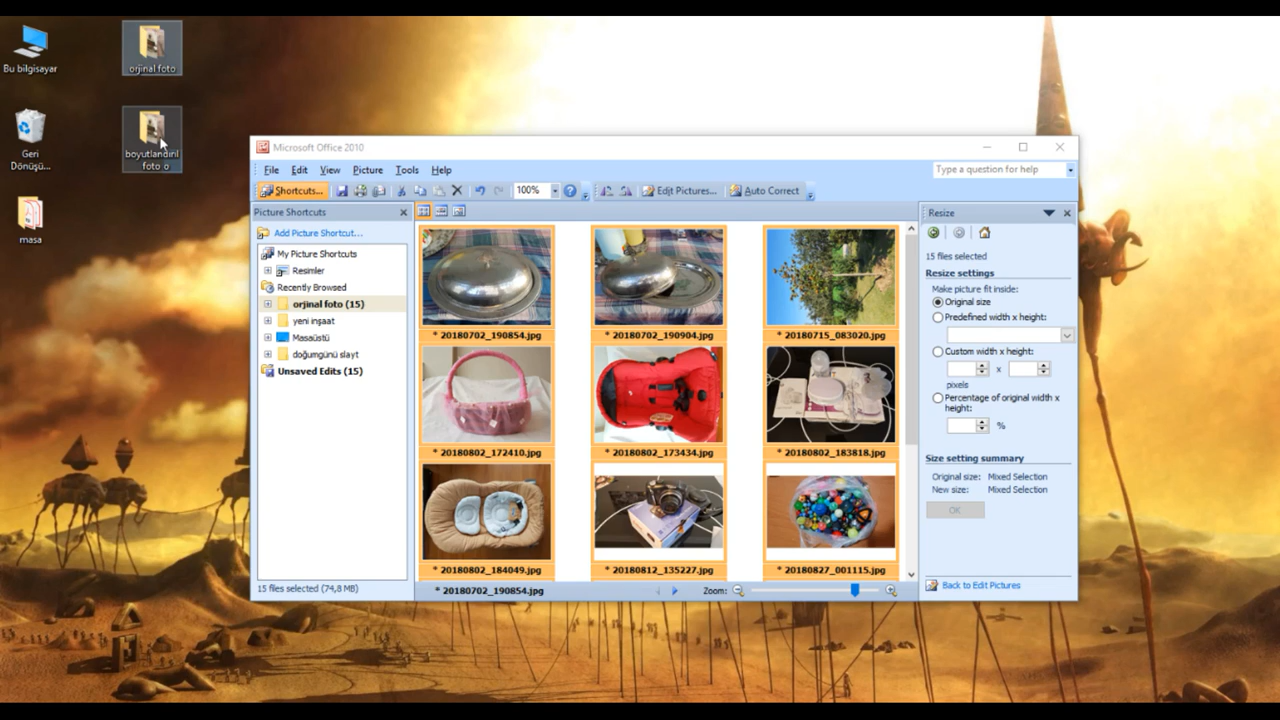 Bu bilgisayar
orjinal foto
Geri
Dönüşü...
boyutlandırıl
foto o
masa
Microsoft Office 2010
File Edit View Picture Tools Help
Type a question for help
Shortcuts...
100%
Edit Pictures...
Auto Correct
Picture Shortcuts
Add Picture Shortcut...
My Picture Shortcuts
Resimler
Recently Browsed
orjinal foto (15)
yeni inşaat
Masaüstü
doğumgünü slayt
Unsaved Edits (15)
15 files selected (74,8 MB)
* 20180702_190854.jpg
* 20180702_190904.jpg
* 20180715_083020.jpg
* 20180802_172410.jpg
* 20180802_173434.jpg
* 20180802_183818.jpg
* 20180802_184049.jpg
* 20180812_135227.jpg
* 20180827_001115.jpg
* 20180702_190854.jpg
Zoom:
Resize
15 files selected
Resize settings
Make picture fit inside:
Original size
Predefined width x height:
Custom width x height:
x
pixels
Percentage of original width x
height:
%
Size setting summary
Original size: Mixed Selection
New size: Mixed Selection
OK
Back to Edit Pictures